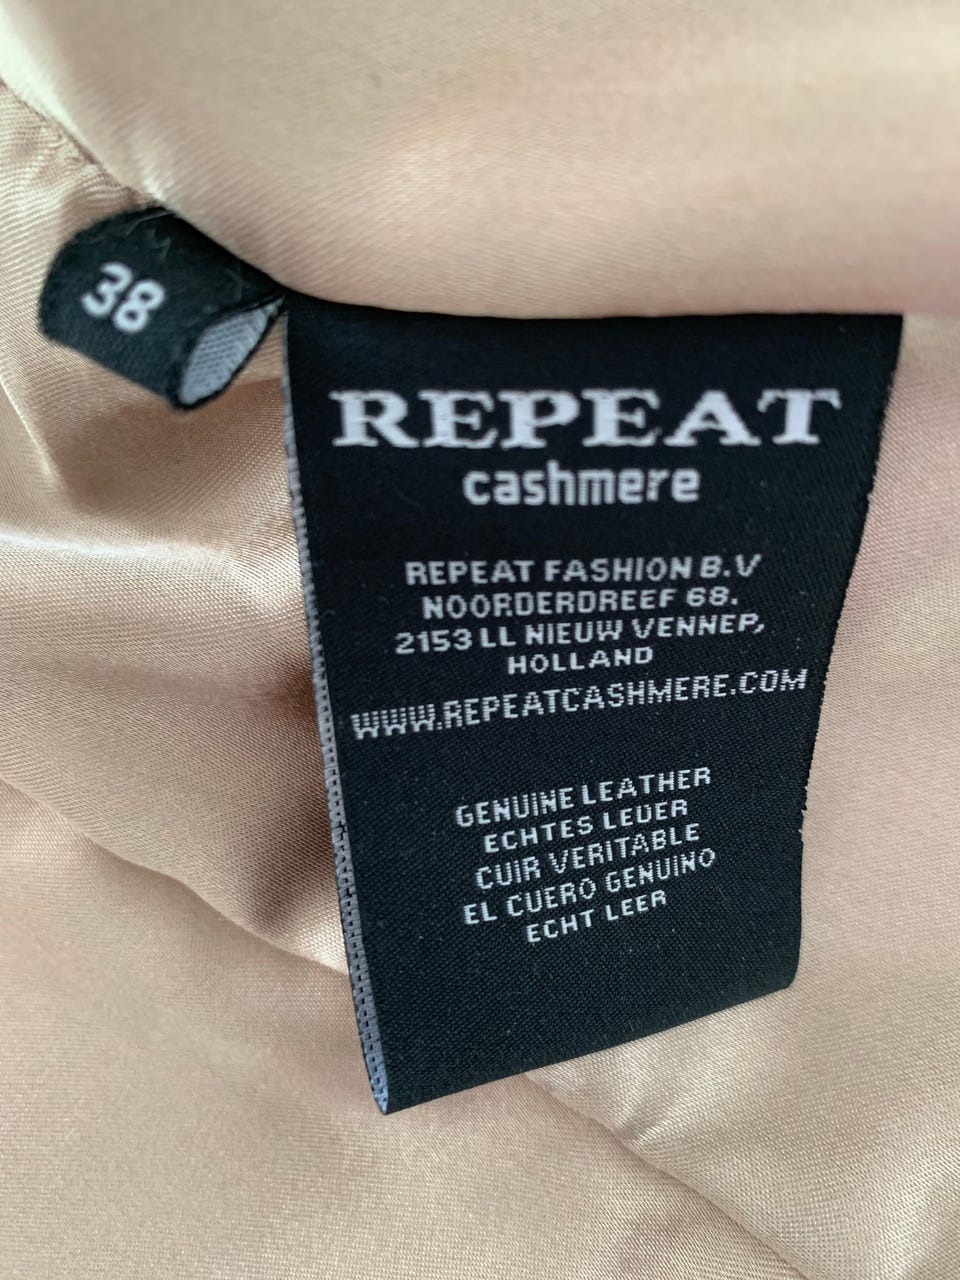 38
REPEAT
cashmere
REPEAT FASHION B.V
NOORDERDREEF 68.
2153 LL NIEUW VENNEP,
HOLLAND
WWW.REPEATCASHMERE.COM
GENUINE LEATHER
ECHTES LEDER
CUIR VERITABLE
EL CUERO GENUINO
ECHT LEER